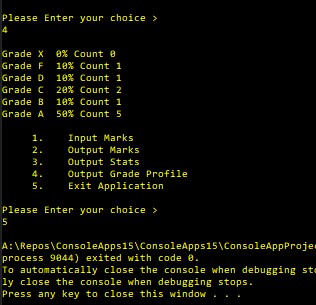 Please Enter your choice >
4
Grade X 0% Count 0
Grade F 10% Count 1
Grade D 10% Count 1
Grade C 20% Count 2
Grade B 10% Count 1
Grade A 50% Count 5
1. Input Marks
2. Output Marks
3. Output Stats
4. Output Grade Profile
5. Exit Application
Please Enter your choice >
5
A:\Repos\ConsoleApps15\ConsoleApps15\ConsoleAppProje
process 9044) exited with code 0.
To automatically close the console when debugging sto
ly close the console when debugging stops.
Press any key to close this window . . .